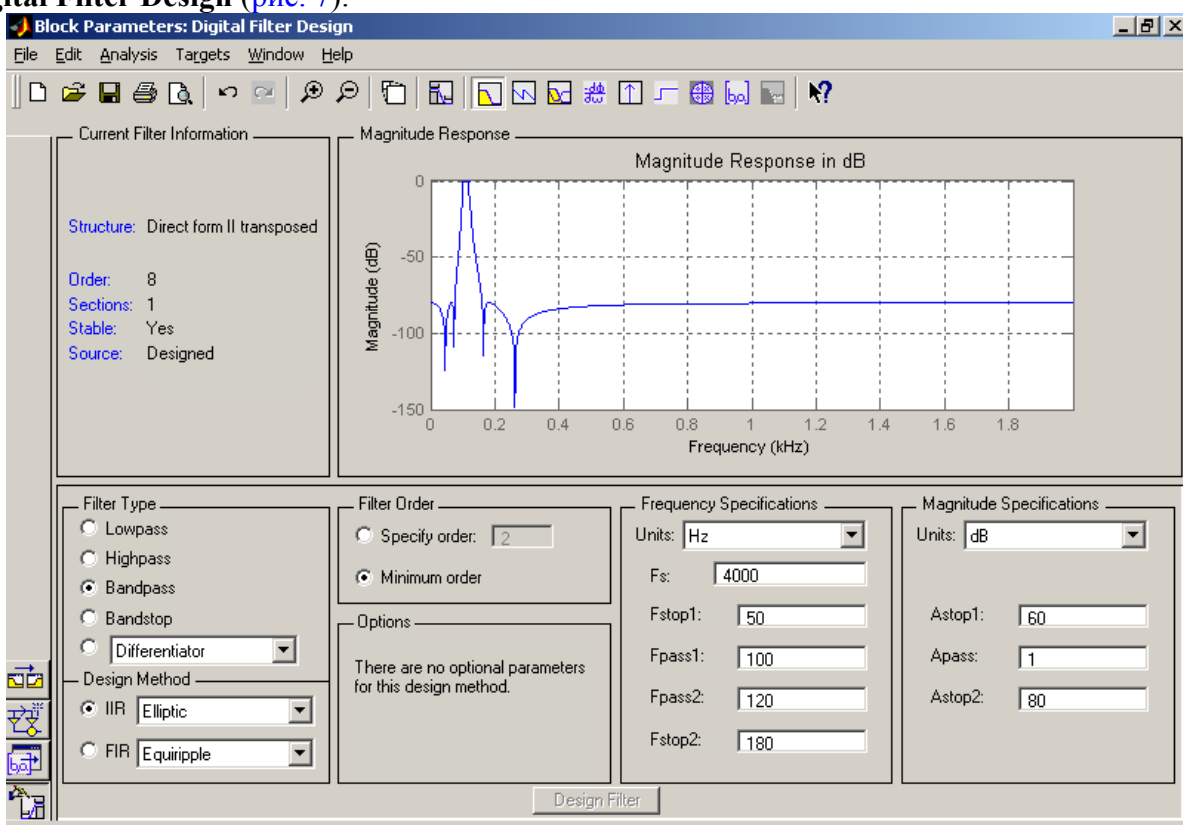 gital Filter Design (рис. 7).
Block Parameters: Digital Filter Design
File Edit Analysis Targets Window Help
Current Filter Information
Structure: Direct form II transposed
Order: 8
Sections: 1
Stable: Yes
Source: Designed
Magnitude Response
Magnitude Response in dB
Magnitude (dB)
0
-50
-100
-150
0 0.2 0.4 0.6 0.8 1 1.2 1.4 1.6 1.8
Frequency (kHz)
Filter Type
Lowpass
Highpass
Bandpass
Bandstop
Differentiator
Design Method
IIR Elliptic
FIR Equiripple
Filter Order
Specify order: 2
Minimum order
Options
There are no optional parameters
for this design method.
Frequency Specifications
Units: Hz
Fs: 4000
Fstop1: 50
Fpass1: 100
Fpass2: 120
Fstop2: 180
Magnitude Specifications
Units: dB
Astop1: 60
Apass: 1
Astop2: 80
Design Filter